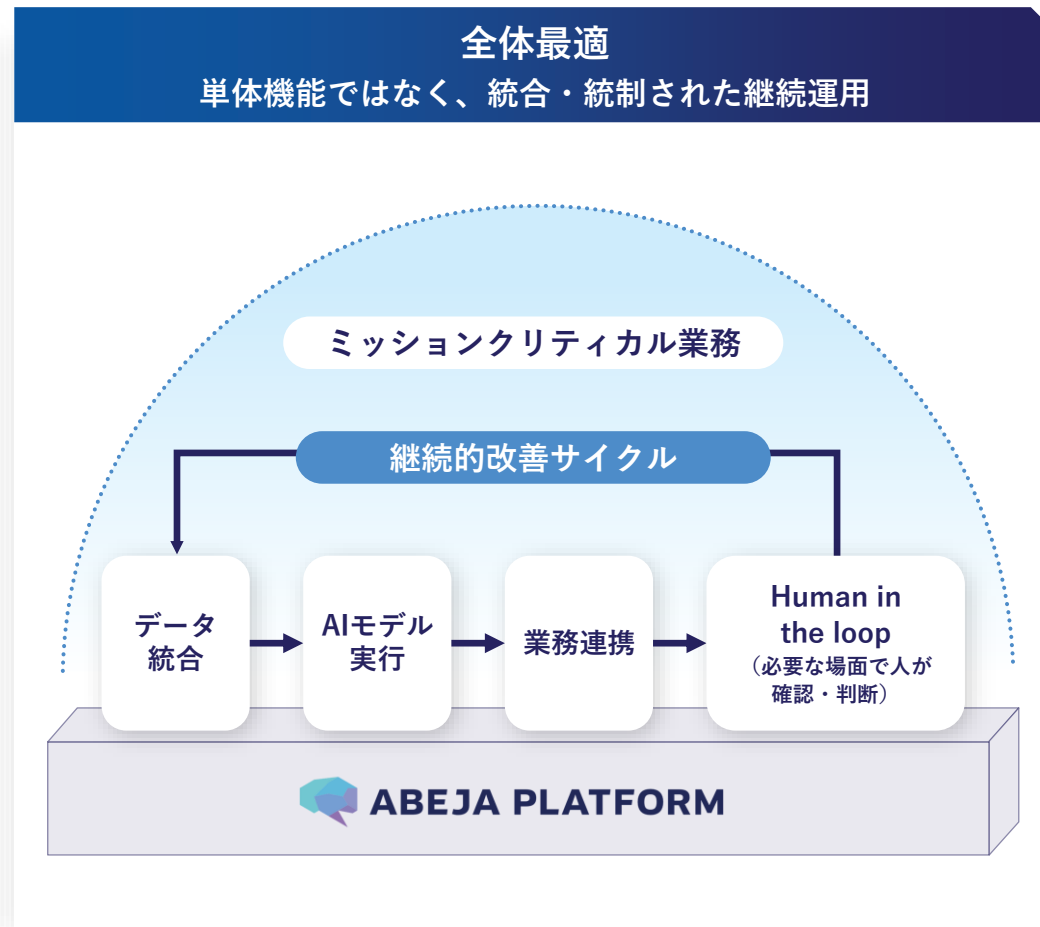 全体最適
単体機能ではなく、統合・統制された継続運用
ミッションクリティカル業務
継続的改善サイクル
データ
統合
AIモデル
実行
業務連携
Human in
the loop
（必要な場面で人が
確認・判断）
ABEJA PLATFORM